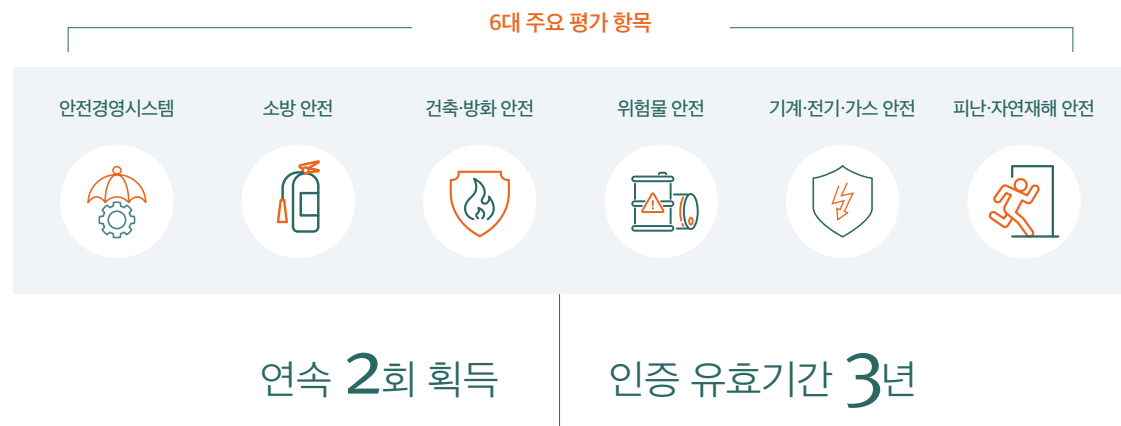 6대 주요 평가 항목
안전경영시스템
소방 안전
건축·방화 안전
위험물 안전
기계·전기·가스 안전
피난·자연재해 안전
연속 2회 획득
인증 유효기간 3년